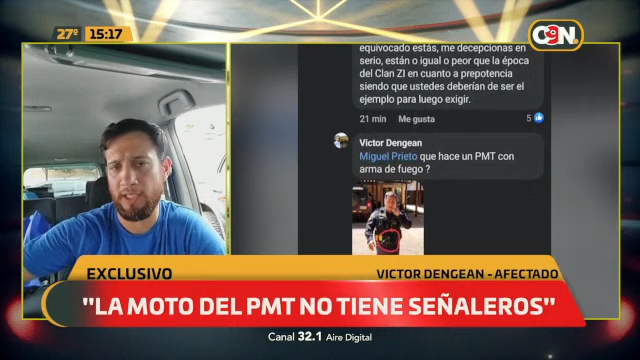 27º 15:17
C9N.
equivocado estás, me decepcionas en
serio, están o igual o peor que la época
del Clan ZI en cuanto a prepotencia
siendo que ustedes deberían de ser el
ejemplo para luego exigir.
21 min Me gusta 5
Víctor Dengean
Miguel Prieto que hace un PMT con
arma de fuego ?
EXCLUSIVO
VICTOR DENGEAN - AFECTADO
"LA MOTO DEL PMT NO TIENE SEÑALEROS"
Canal 32.1 Aire Digital